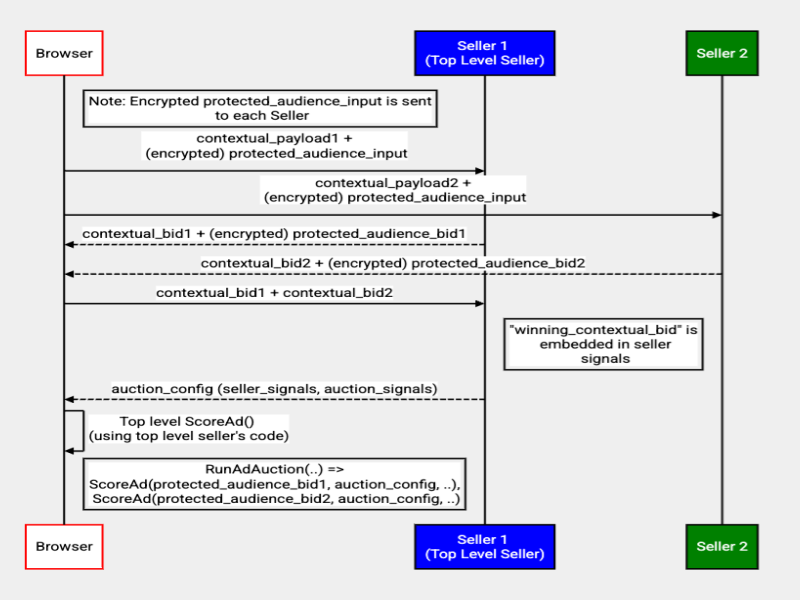 Browser
Seller 1
(Top Level Seller)
Seller 2
Note: Encrypted protected_audience_input is sent
to each Seller
contextual_payload1 +
(encrypted) protected_audience_input
contextual_payload2 +
(encrypted) protected_audience_input
contextual_bid1 + (encrypted) protected_audience_bid1
contextual_bid2 + (encrypted) protected_audience_bid2
contextual_bid1 + contextual_bid2
"winning_contextual_bid" is
embedded in seller
signals
auction_config (seller_signals, auction_signals)
Top level ScoreAd()
(using top level seller's code)
RunAdAuction(..) =>
ScoreAd(protected_audience_bid1, auction_config, ..),
ScoreAd(protected_audience_bid2, auction_config, ..)
Browser
Seller 1
(Top Level Seller)
Seller 2